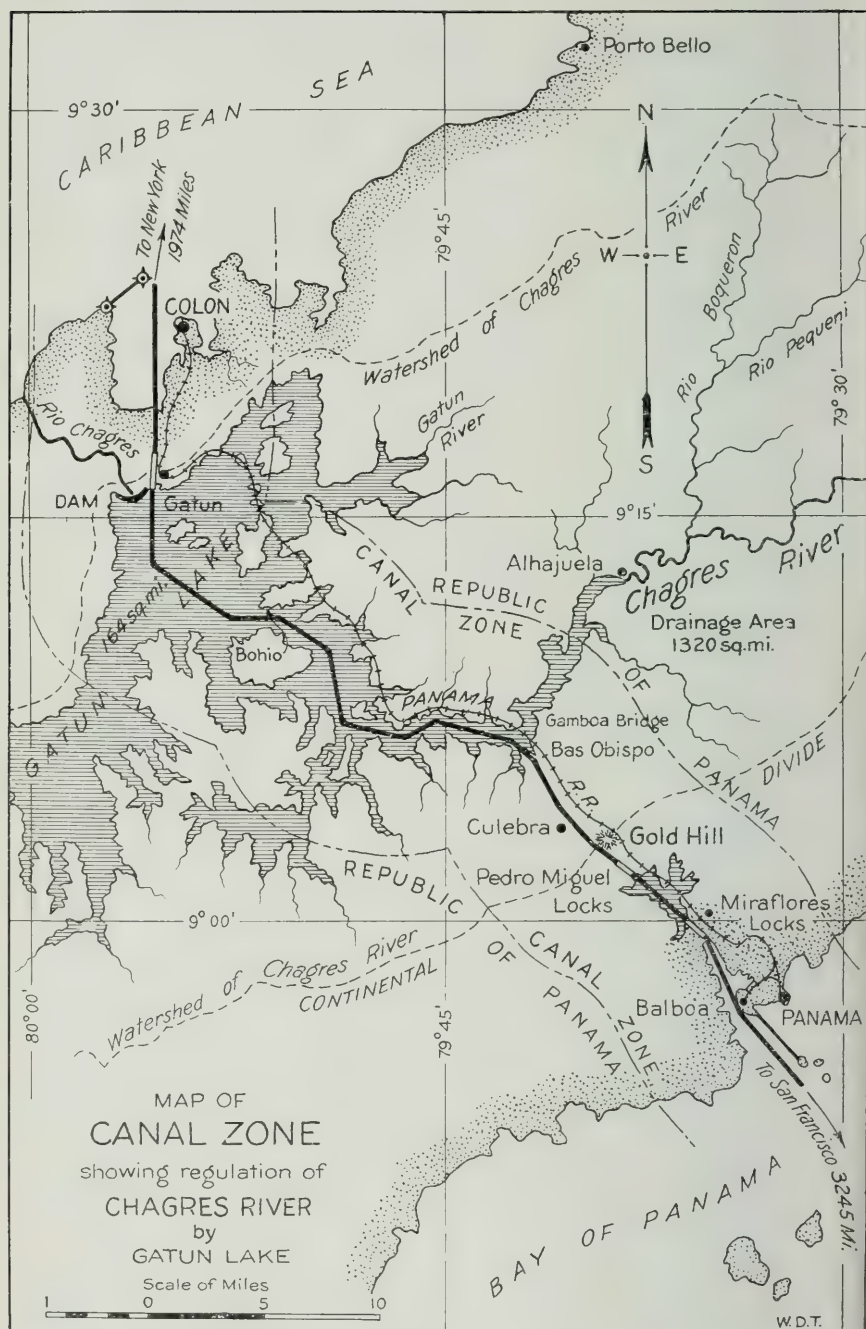 Porto Bello
CARIBBEAN SEA
9°30'
N
To New York
1974 Miles
79°45'
River
W E
Boqueron
COLON
Watershed of Chagres
Rio Pequeni
79°30'
Rio Chagres
Gatun
River
Rio
S
DAM
Gatun
9°15'
LAKE
CANAL
Alhajuela
Chagres River
REPUBLIC
ZONE
Drainage Area
1320 sq.mi.
164 sq.mi.
Bohio
PANAMA
OF
GATUN
Gamboa Bridge
Bas Obispo
PANAMA
DIVIDE
R.R.
Culebra
Gold Hill
REPUBLIC
Pedro Miguel
Locks
Miraflores
Locks
9°00'
OF
CANAL
Watershed of Chagres River
CONTINENTAL
80°00'
79°45'
PANAMA
ZONE
Balboa
PANAMA
To San Francisco 3245 Mi.
MAP OF
CANAL ZONE
showing regulation of
CHAGRES RIVER
by
GATUN LAKE
Scale of Miles
1 0 5 10
BAY OF PANAMA
W.D.T.